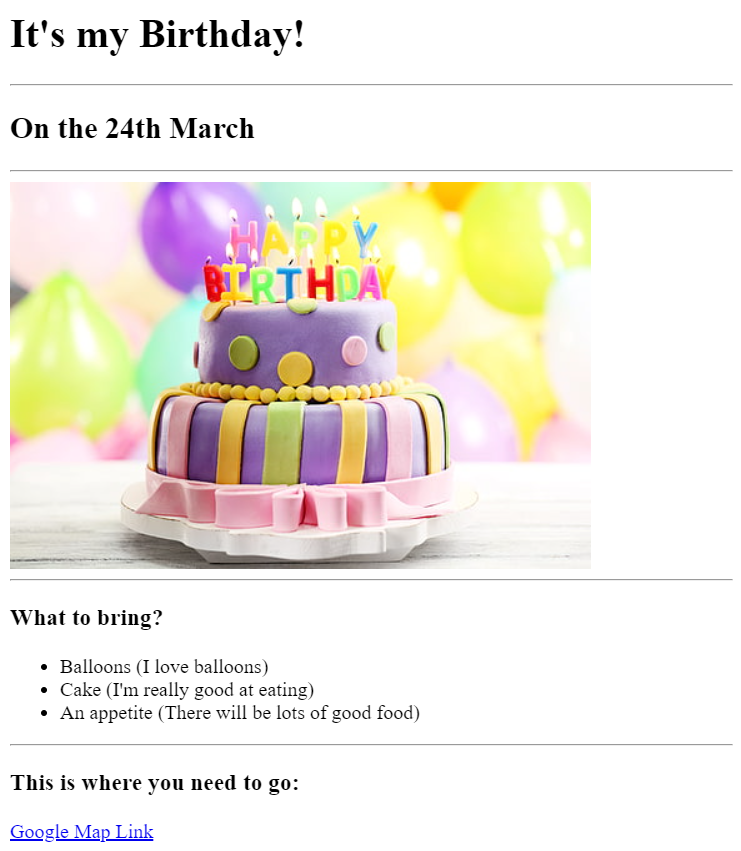 It's my Birthday!
On the 24th March
HAPPY
BIRTHDAY
What to bring?
Balloons (I love balloons)
Cake (I'm really good at eating)
An appetite (There will be lots of good food)
This is where you need to go:
Google Map Link